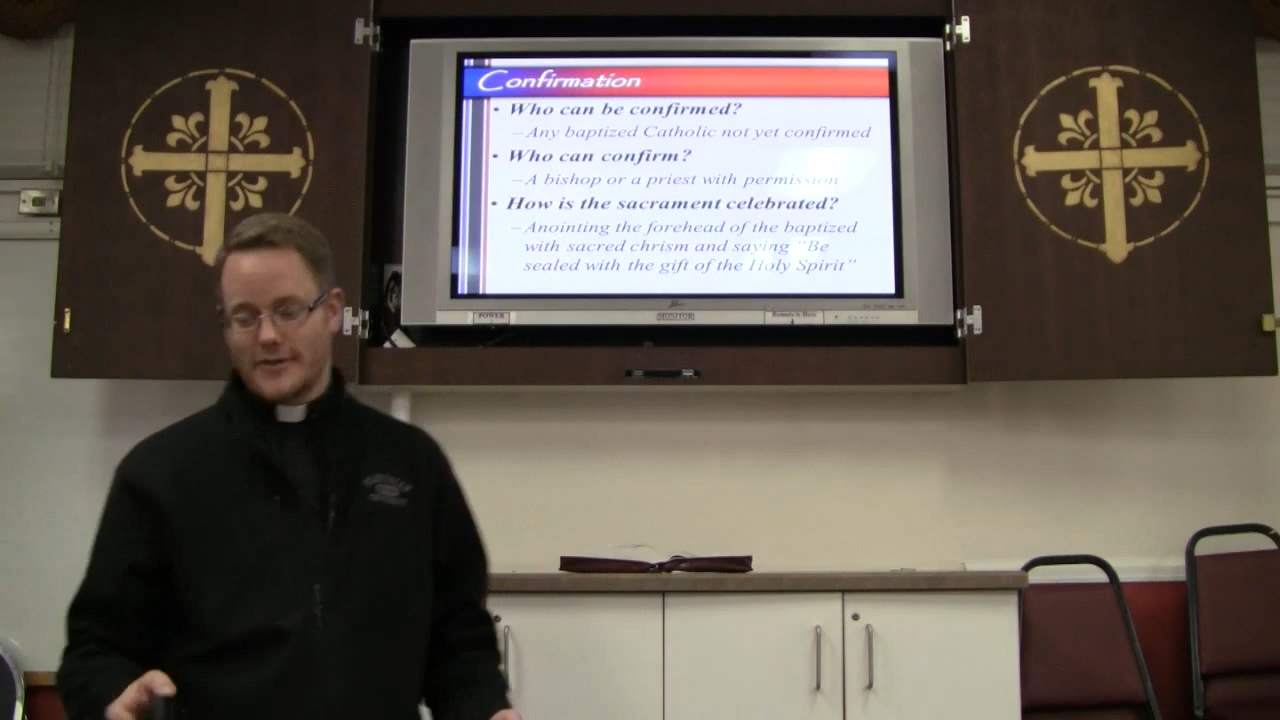 Confirmation
• Who can be confirmed?
– Any baptized Catholic not yet confirmed
• Who can confirm?
– A bishop or a priest with permission
• How is the sacrament celebrated?
– Anointing the forehead of the baptized
with sacred chrism and saying "Be
sealed with the gift of the Holy Spirit"
POWER
MONITOR